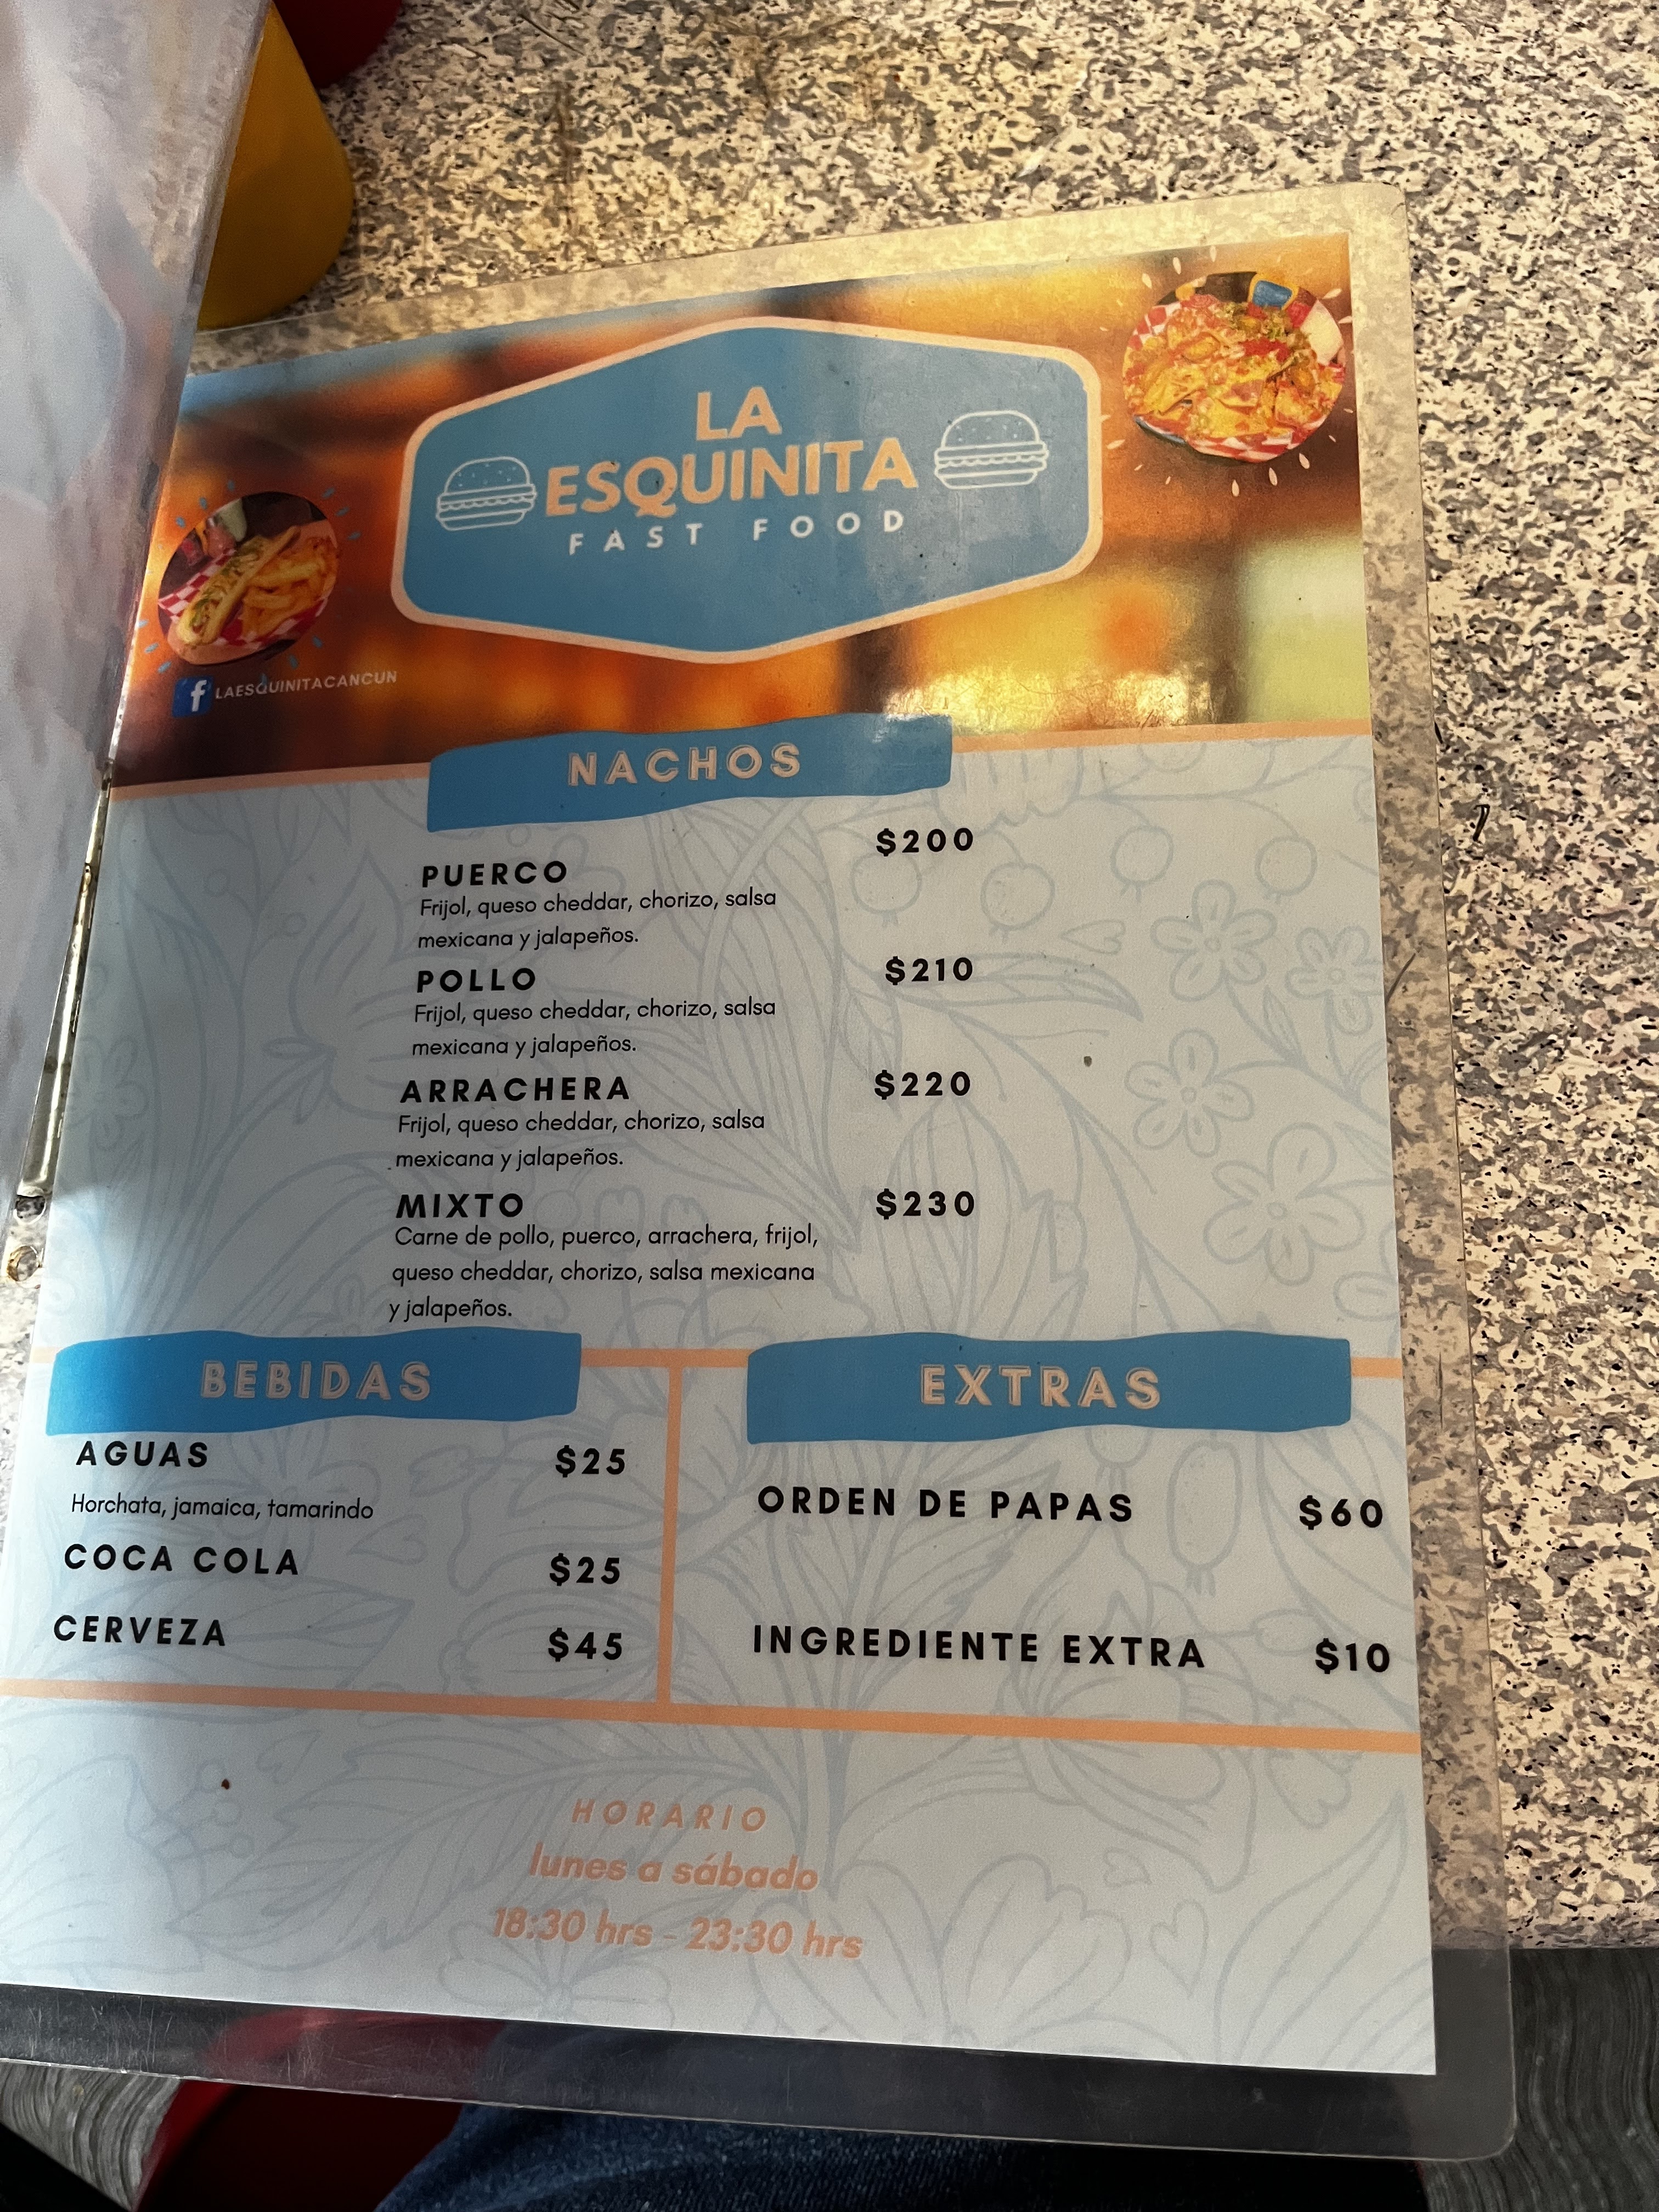 LA
ESQUINITA
FAST FOOD
f LAESQUINITACANCUN
NACHOS
PUERCO $200
Frijol, queso cheddar, chorizo, salsa
mexicana y jalapeños.
POLLO $210
Frijol, queso cheddar, chorizo, salsa
mexicana y jalapeños.
ARRACHERA $220
Frijol, queso cheddar, chorizo, salsa
mexicana y jalapeños.
MIXTO $230
Carne de pollo, puerco, arrachera, frijol,
queso cheddar, chorizo, salsa mexicana
y jalapeños.
BEBIDAS
AGUAS $25
Horchata, jamaica, tamarindo
COCA COLA $25
CERVEZA $45
EXTRAS
ORDEN DE PAPAS $60
INGREDIENTE EXTRA $10
HORARIO
lunes a sábado
18:30 hrs - 23:30 hrs